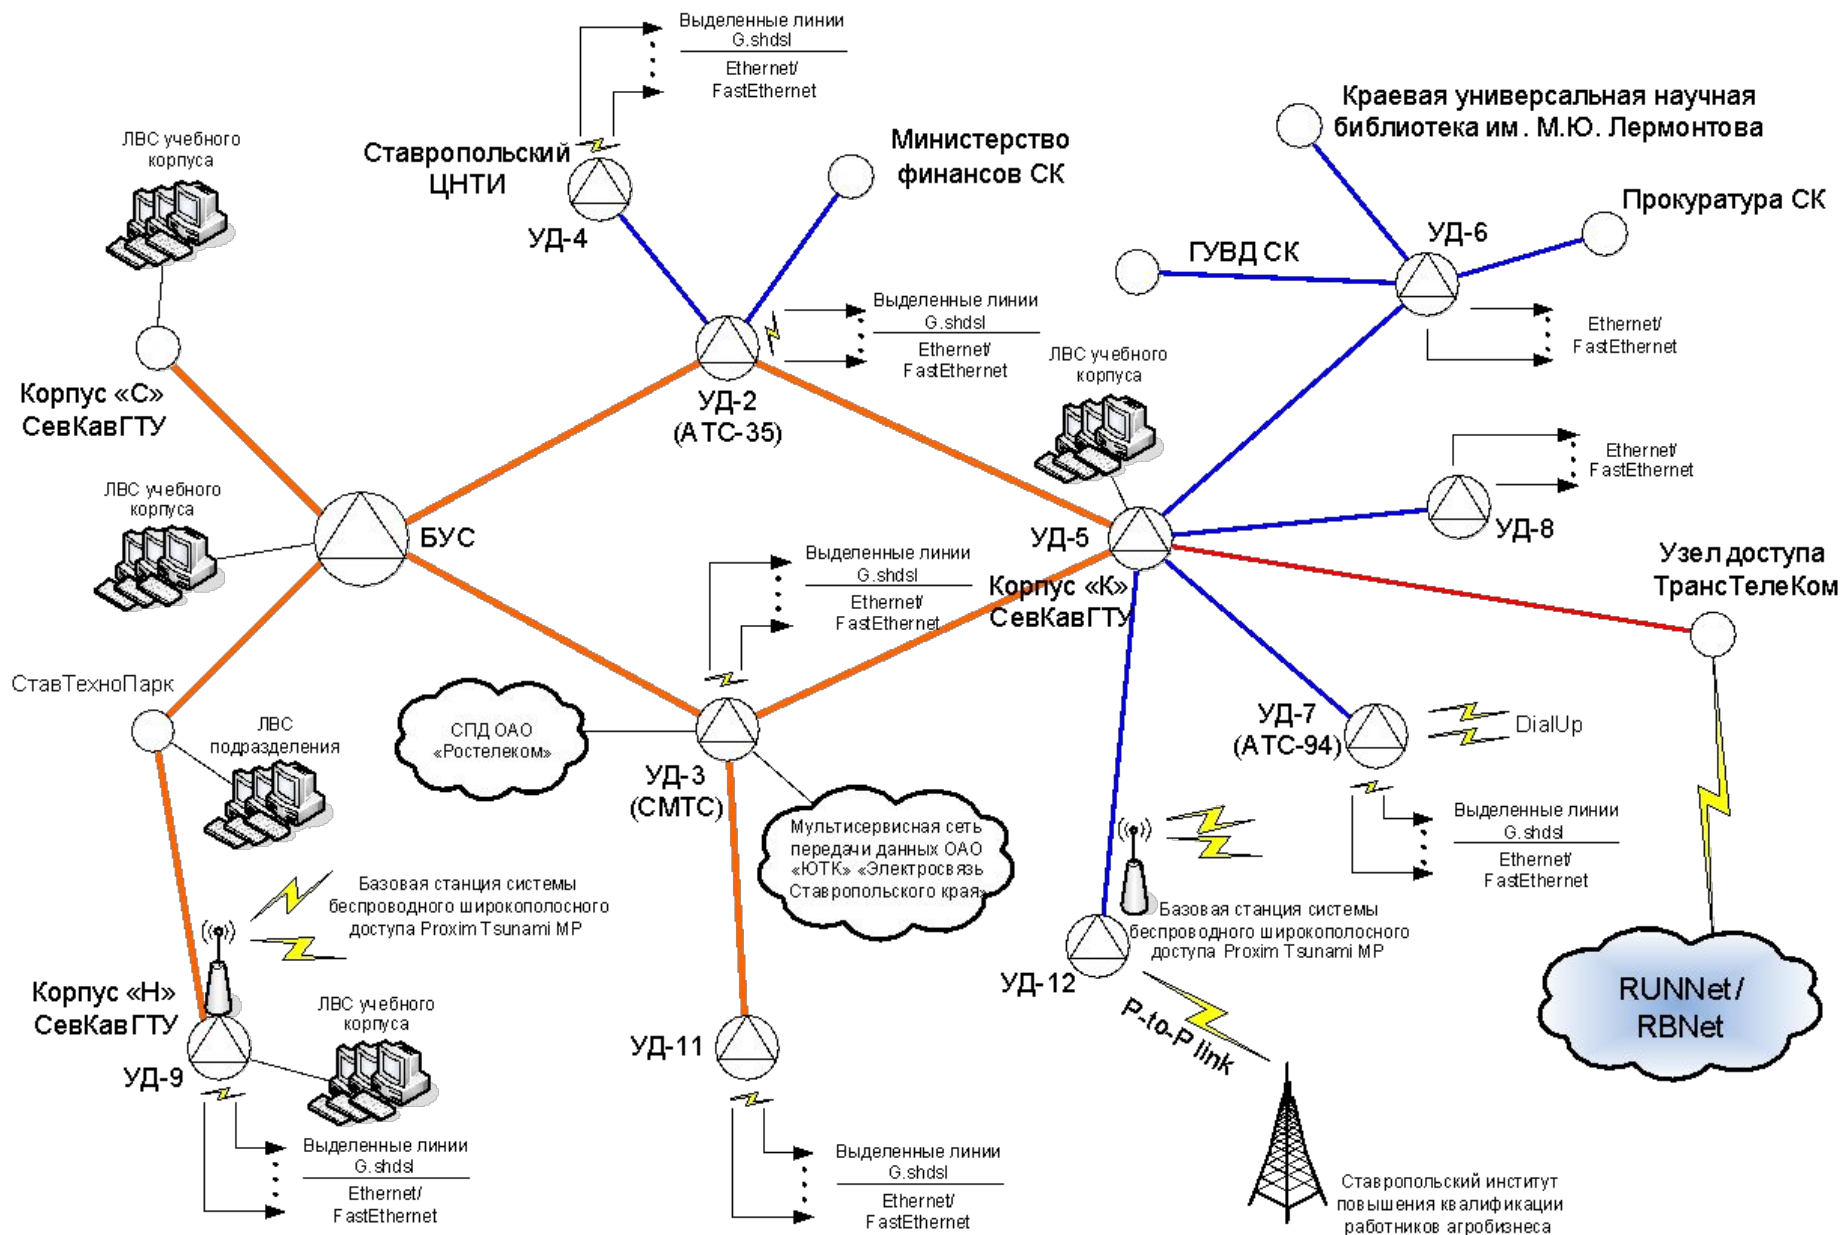 Выделенные линии
G.shdsl
Ethernet/
FastEthernet
ЛВС учебного
корпуса
Ставропольский
ЦНТИ
УД-4
Министерство
финансов СК
Краевая универсальная научная
библиотека им. М.Ю. Лермонтова
Прокуратура СК
УД-6
ГУВД СК
Ethernet/
FastEthernet
Выделенные линии
G.shdsl
Ethernet/
FastEthernet
УД-2
(АТС-35)
ЛВС учебного
корпуса
Корпус «С»
СевКавГТУ
ЛВС учебного
корпуса
БУС
Ethernet/
FastEthernet
УД-8
УД-5
Корпус «К»
СевКавГТУ
Узел доступа
ТрансТелеКом
Выделенные линии
G.shdsl
Ethernet/
FastEthernet
СтавТехноПарк
ЛВС
подразделения
СПД ОАО
«Ростелеком»
УД-3
(СМТС)
Мультисервисная сеть
передачи данных ОАО
«ЮТК» «Электросвязь
Ставропольского края»
УД-7
(АТС-94)
DialUp
Выделенные линии
G.shdsl
Ethernet/
FastEthernet
Базовая станция системы
беспроводного широкополосного
доступа Proxim Tsunami MP
Базовая станция системы
беспроводного широкополосного
доступа Proxim Tsunami MP
УД-12
P-to-P link
RUNNet/
RBNet
Корпус «Н»
СевКавГТУ
УД-9
ЛВС учебного
корпуса
УД-11
Выделенные линии
G.shdsl
Ethernet/
FastEthernet
Выделенные линии
G.shdsl
Ethernet/
FastEthernet
Ставропольский институт
повышения квалификации
работников агробизнеса